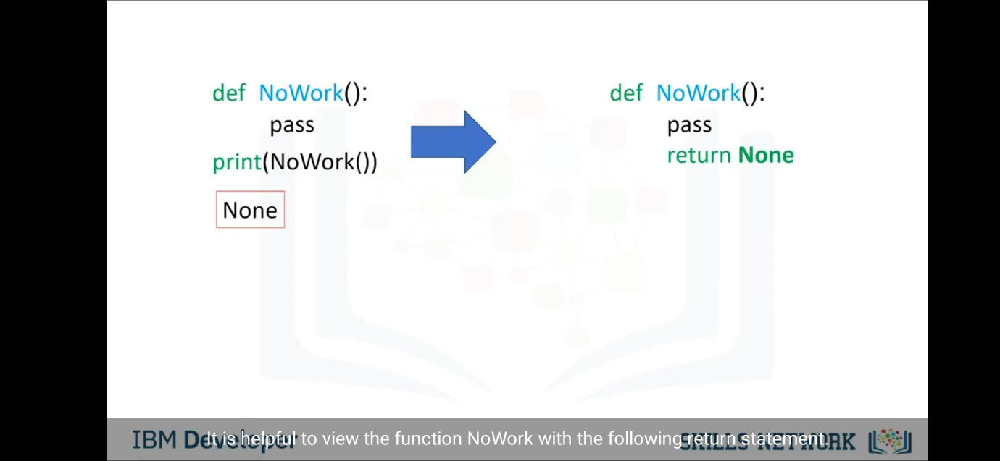 def NoWork():
pass
print(NoWork())
None
def NoWork():
pass
return None
IBM Developer
SKILLS NETWORK
It is helpful to view the function NoWork with the following return statement.